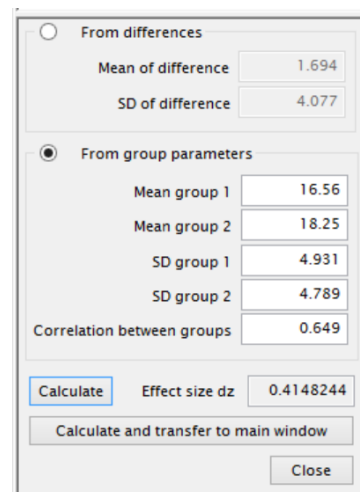 From differences
Mean of difference 1.694
SD of difference 4.077
From group parameters
Mean group 1 16.56
Mean group 2 18.25
SD group 1 4.931
SD group 2 4.789
Correlation between groups 0.649
Calculate Effect size dz 0.4148244
Calculate and transfer to main window
Close